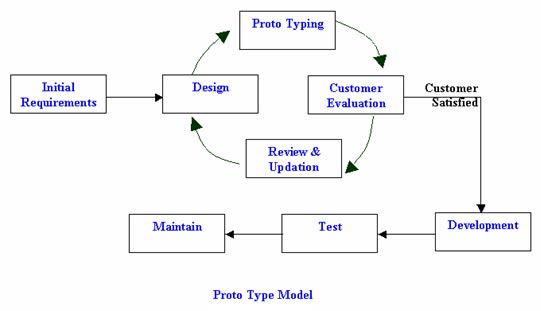 Proto Typing
Initial
Requirements
Design
Customer
Evaluation
Customer
Satisfied
Review &
Updation
Maintain
Test
Development
Proto Type Model